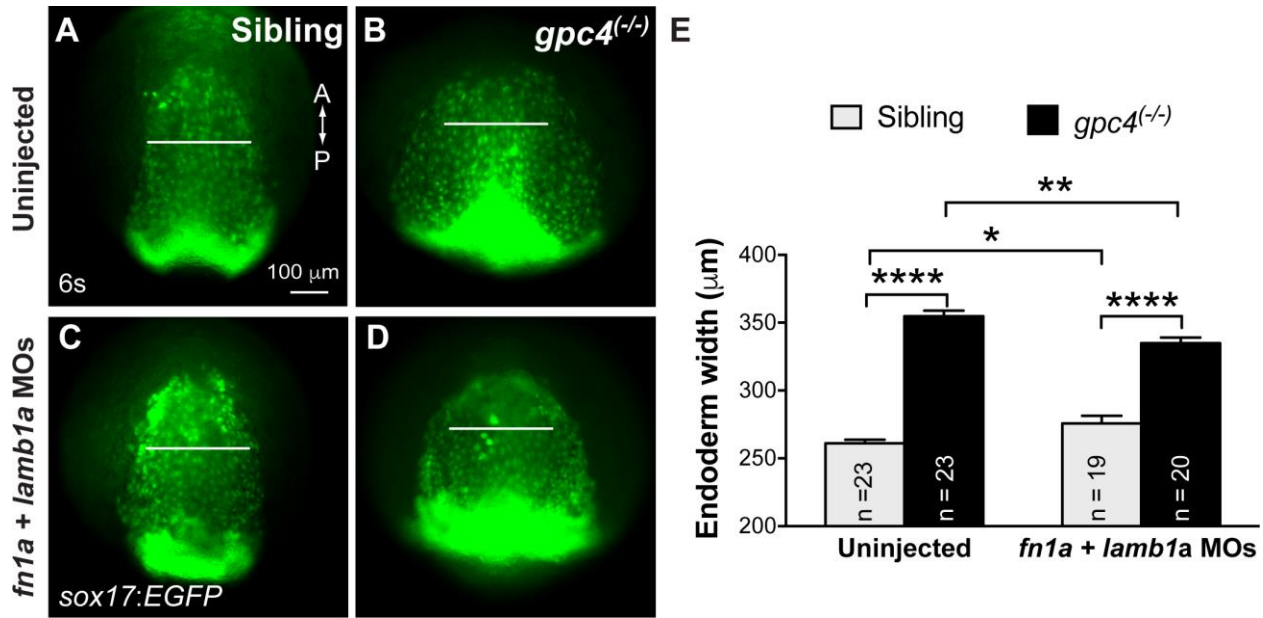 A
Sibling
B
gpc4(-/-)
E
Uninjected
A
P
6s
100 μm
C
D
fn1a + lamb1a MOs
sox17:EGFP
Sibling
gpc4(-/-)
**
*
****
****
Endoderm width (μm)
400
350
300
250
200
n =23
n = 23
n = 19
n = 20
Uninjected
fn1a + lamb1a MOs